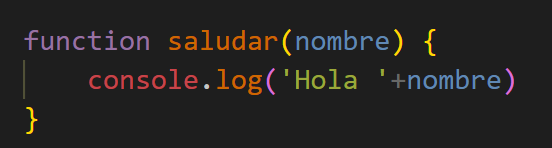 function saludar(nombre) {
    console.log('Hola '+nombre)
}